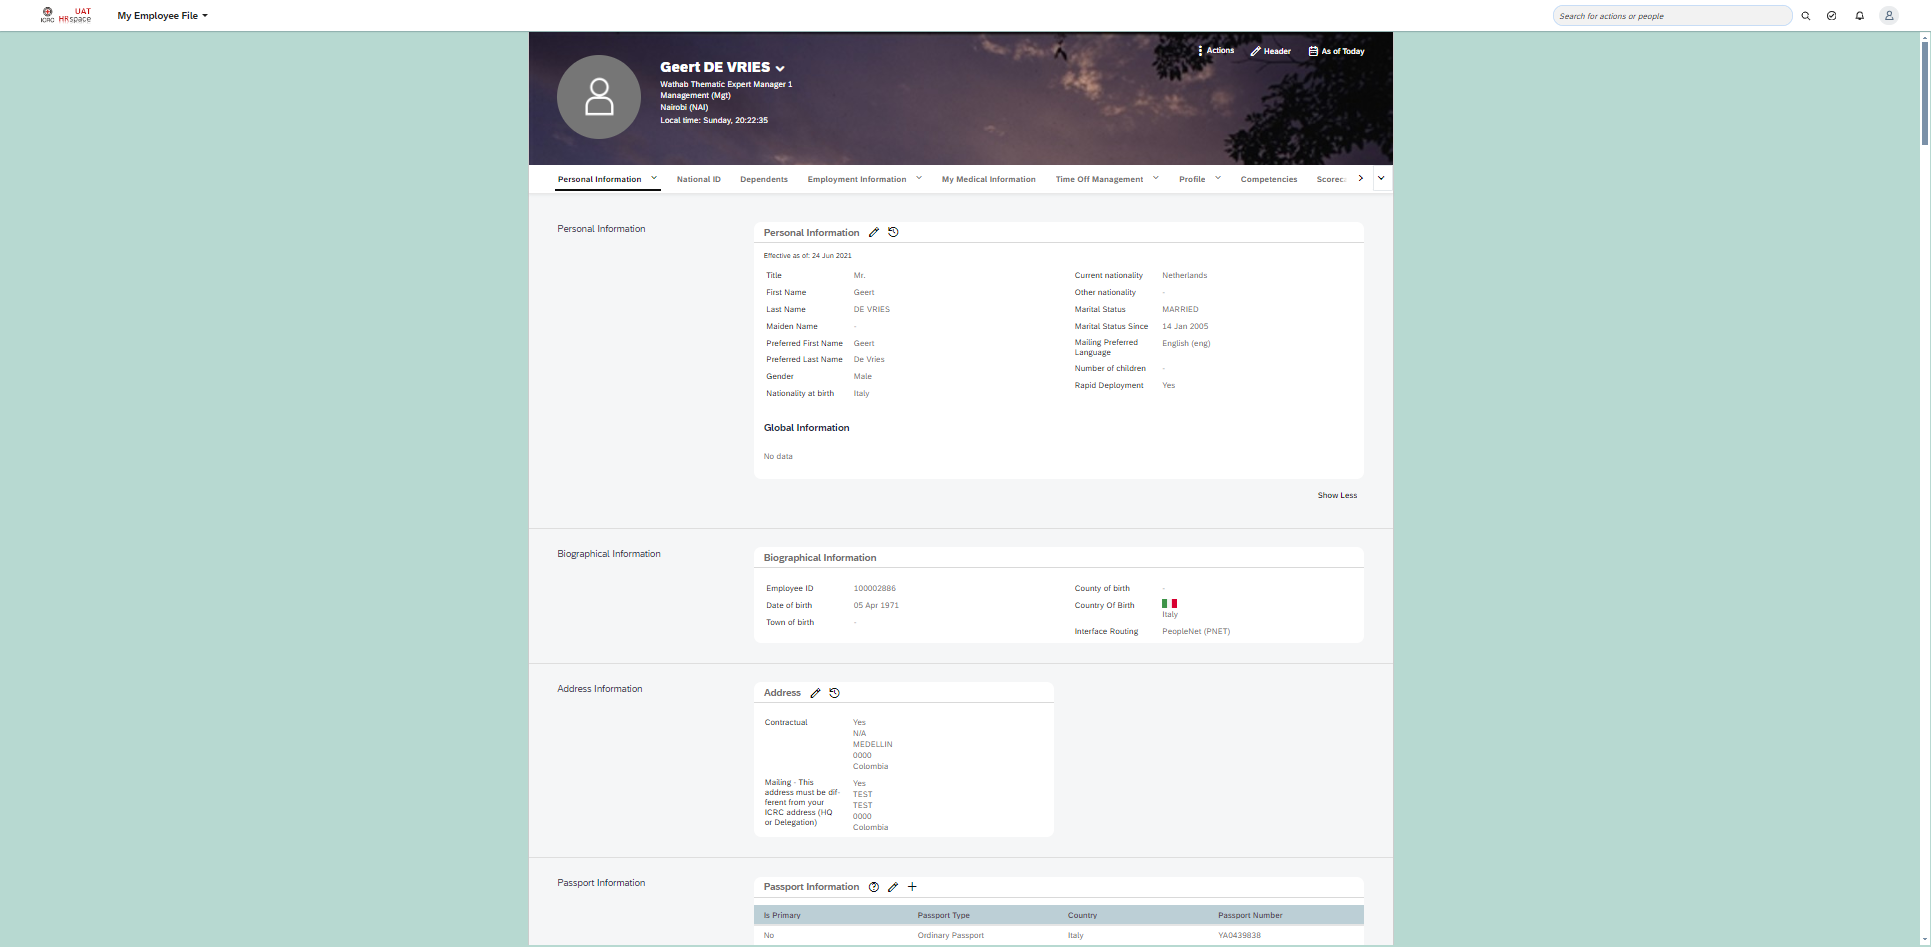 ICRC UAT HRspace
My Employee File
Search for actions or people
Actions
Header
As of Today
Geert DE VRIES
Wathab Thematic Expert Manager 1
Management (Mgt)
Nairobi (NAI)
Local time: Sunday, 20:22:35
Personal Information
National ID
Dependents
Employment Information
My Medical Information
Time Off Management
Profile
Competencies
Scorec
Personal Information
Personal Information
Effective as of: 24 Jun 2021
Title Mr.
First Name Geert
Last Name DE VRIES
Maiden Name -
Preferred First Name Geert
Preferred Last Name De Vries
Gender Male
Nationality at birth Italy
Current nationality Netherlands
Other nationality -
Marital Status MARRIED
Marital Status Since 14 Jan 2005
Mailing Preferred English (eng)
Language
Number of children -
Rapid Deployment Yes
Global Information
No data
Show Less
Biographical Information
Biographical Information
Employee ID 100002886
Date of birth 05 Apr 1971
Town of birth -
County of birth -
Country Of Birth
Italy
Interface Routing PeopleNet (PNET)
Address Information
Address
Contractual Yes
N/A
MEDELLIN
0000
Colombia
Mailing - This Yes
address must be dif- TEST
ferent from your TEST
ICRC address (HQ 0000
or Delegation) Colombia
Passport Information
Passport Information
Is Primary Passport Type Country Passport Number
No Ordinary Passport Italy YA0439838